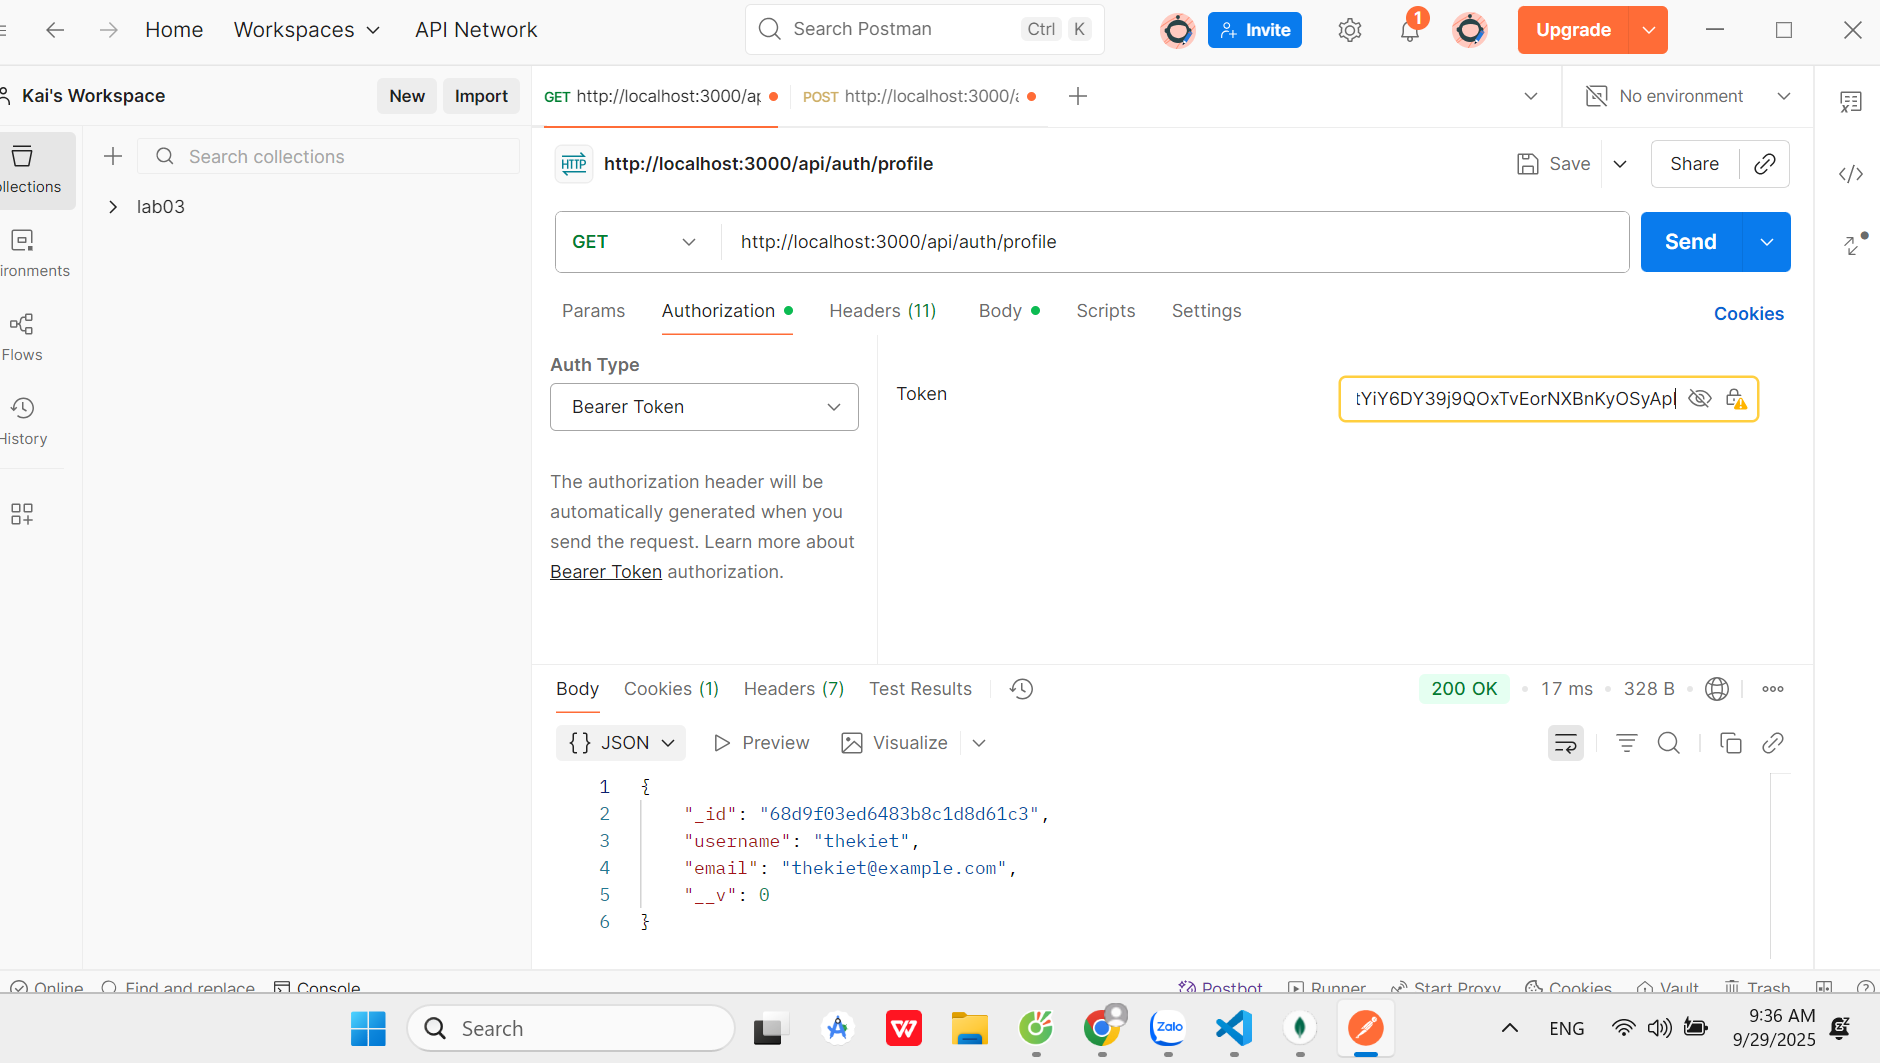 Home
Workspaces
API Network
Search Postman
Ctrl
K
Invite
1
Upgrade
Kai's Workspace
New
Import
GET http://localhost:3000/ap
POST http://localhost:3000/a
No environment
Search collections
ollections
lab03
ironments
Flows
History
HTTP
http://localhost:3000/api/auth/profile
Save
Share
GET
http://localhost:3000/api/auth/profile
Send
Params
Authorization
Headers (11)
Body
Scripts
Settings
Cookies
Auth Type
Bearer Token
The authorization header will be
automatically generated when you
send the request. Learn more about
Bearer Token authorization.
Token
tYiY6DY39j9QOxTvEorNXBnKyOSyApI
Body
Cookies (1)
Headers (7)
Test Results
200 OK
17 ms
328 B
{} JSON
Preview
Visualize
1 {
2 "_id": "68d9f03ed6483b8c1d8d61c3",
3 "username": "thekiet",
4 "email": "thekiet@example.com",
5 "__v": 0
6 }
Online
Find and replace
Console
Postbot
Runner
Start Proxy
Cookies
Vault
Trash
Search
Zalo
ENG
9:36 AM
9/29/2025